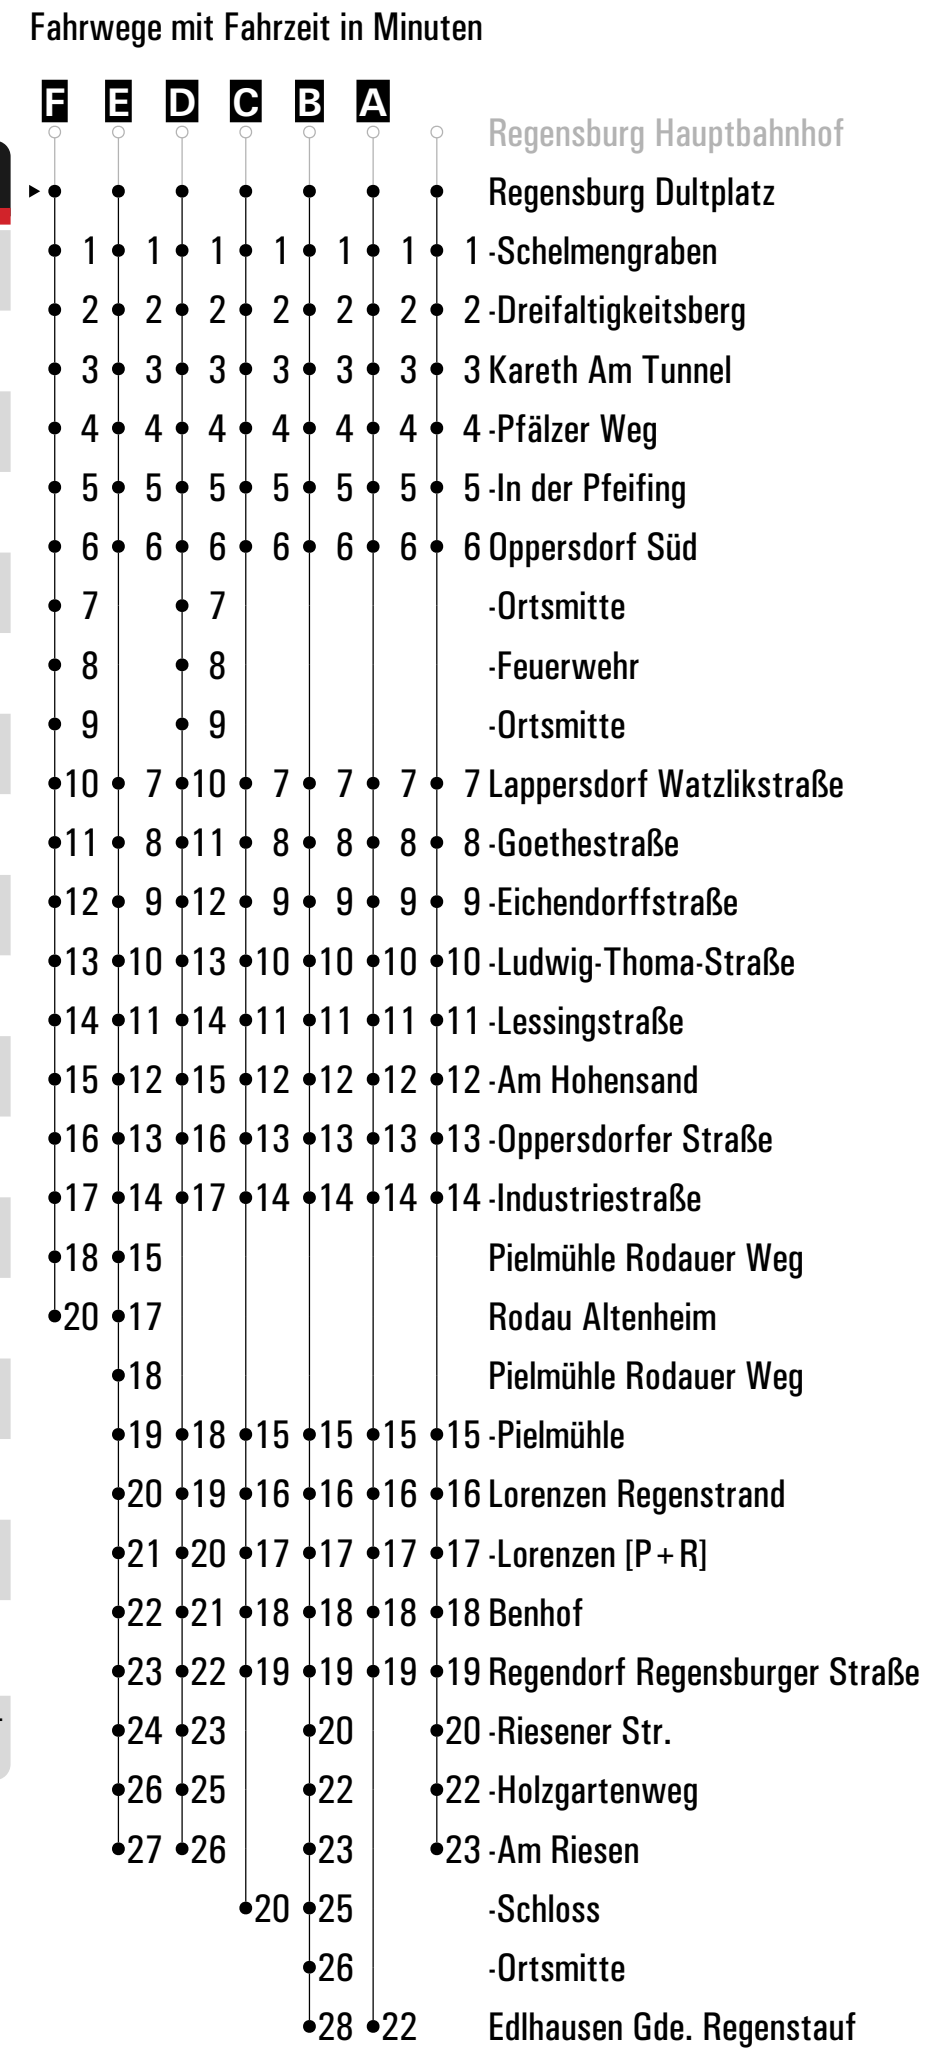 Fahrwege mit Fahrzeit in Minuten
F E D C B A
Regensburg Hauptbahnhof
Regensburg Dultplatz
1 1 1 1 1 1 1 -Schelmengraben
2 2 2 2 2 2 2 -Dreifaltigkeitsberg
3 3 3 3 3 3 3 Kareth Am Tunnel
4 4 4 4 4 4 4 -Pfälzer Weg
5 5 5 5 5 5 5 -In der Pfeifing
6 6 6 6 6 6 6 Oppersdorf Süd
7 7 -Ortsmitte
8 8 -Feuerwehr
9 9 -Ortsmitte
10 7 10 7 7 7 7 Lappersdorf Watzlikstraße
11 8 11 8 8 8 8 -Goethestraße
12 9 12 9 9 9 9 -Eichendorffstraße
13 10 13 10 10 10 10 -Ludwig-Thoma-Straße
14 11 14 11 11 11 11 -Lessingstraße
15 12 15 12 12 12 12 -Am Hohensand
16 13 16 13 13 13 13 -Oppersdorfer Straße
17 14 17 14 14 14 14 -Industriestraße
18 15 Pielmühle Rodauer Weg
20 17 Rodau Altenheim
18 Pielmühle Rodauer Weg
19 18 15 15 15 15 -Pielmühle
20 19 16 16 16 16 Lorenzen Regenstrand
21 20 17 17 17 17 -Lorenzen [P+R]
22 21 18 18 18 18 Benhof
23 22 19 19 19 19 Regendorf Regensburger Straße
24 23 20 20 -Riesener Str.
26 25 22 22 -Holzgartenweg
27 26 23 23 -Am Riesen
20 25 -Schloss
26 -Ortsmitte
28 22 Edlhausen Gde. Regenstauf